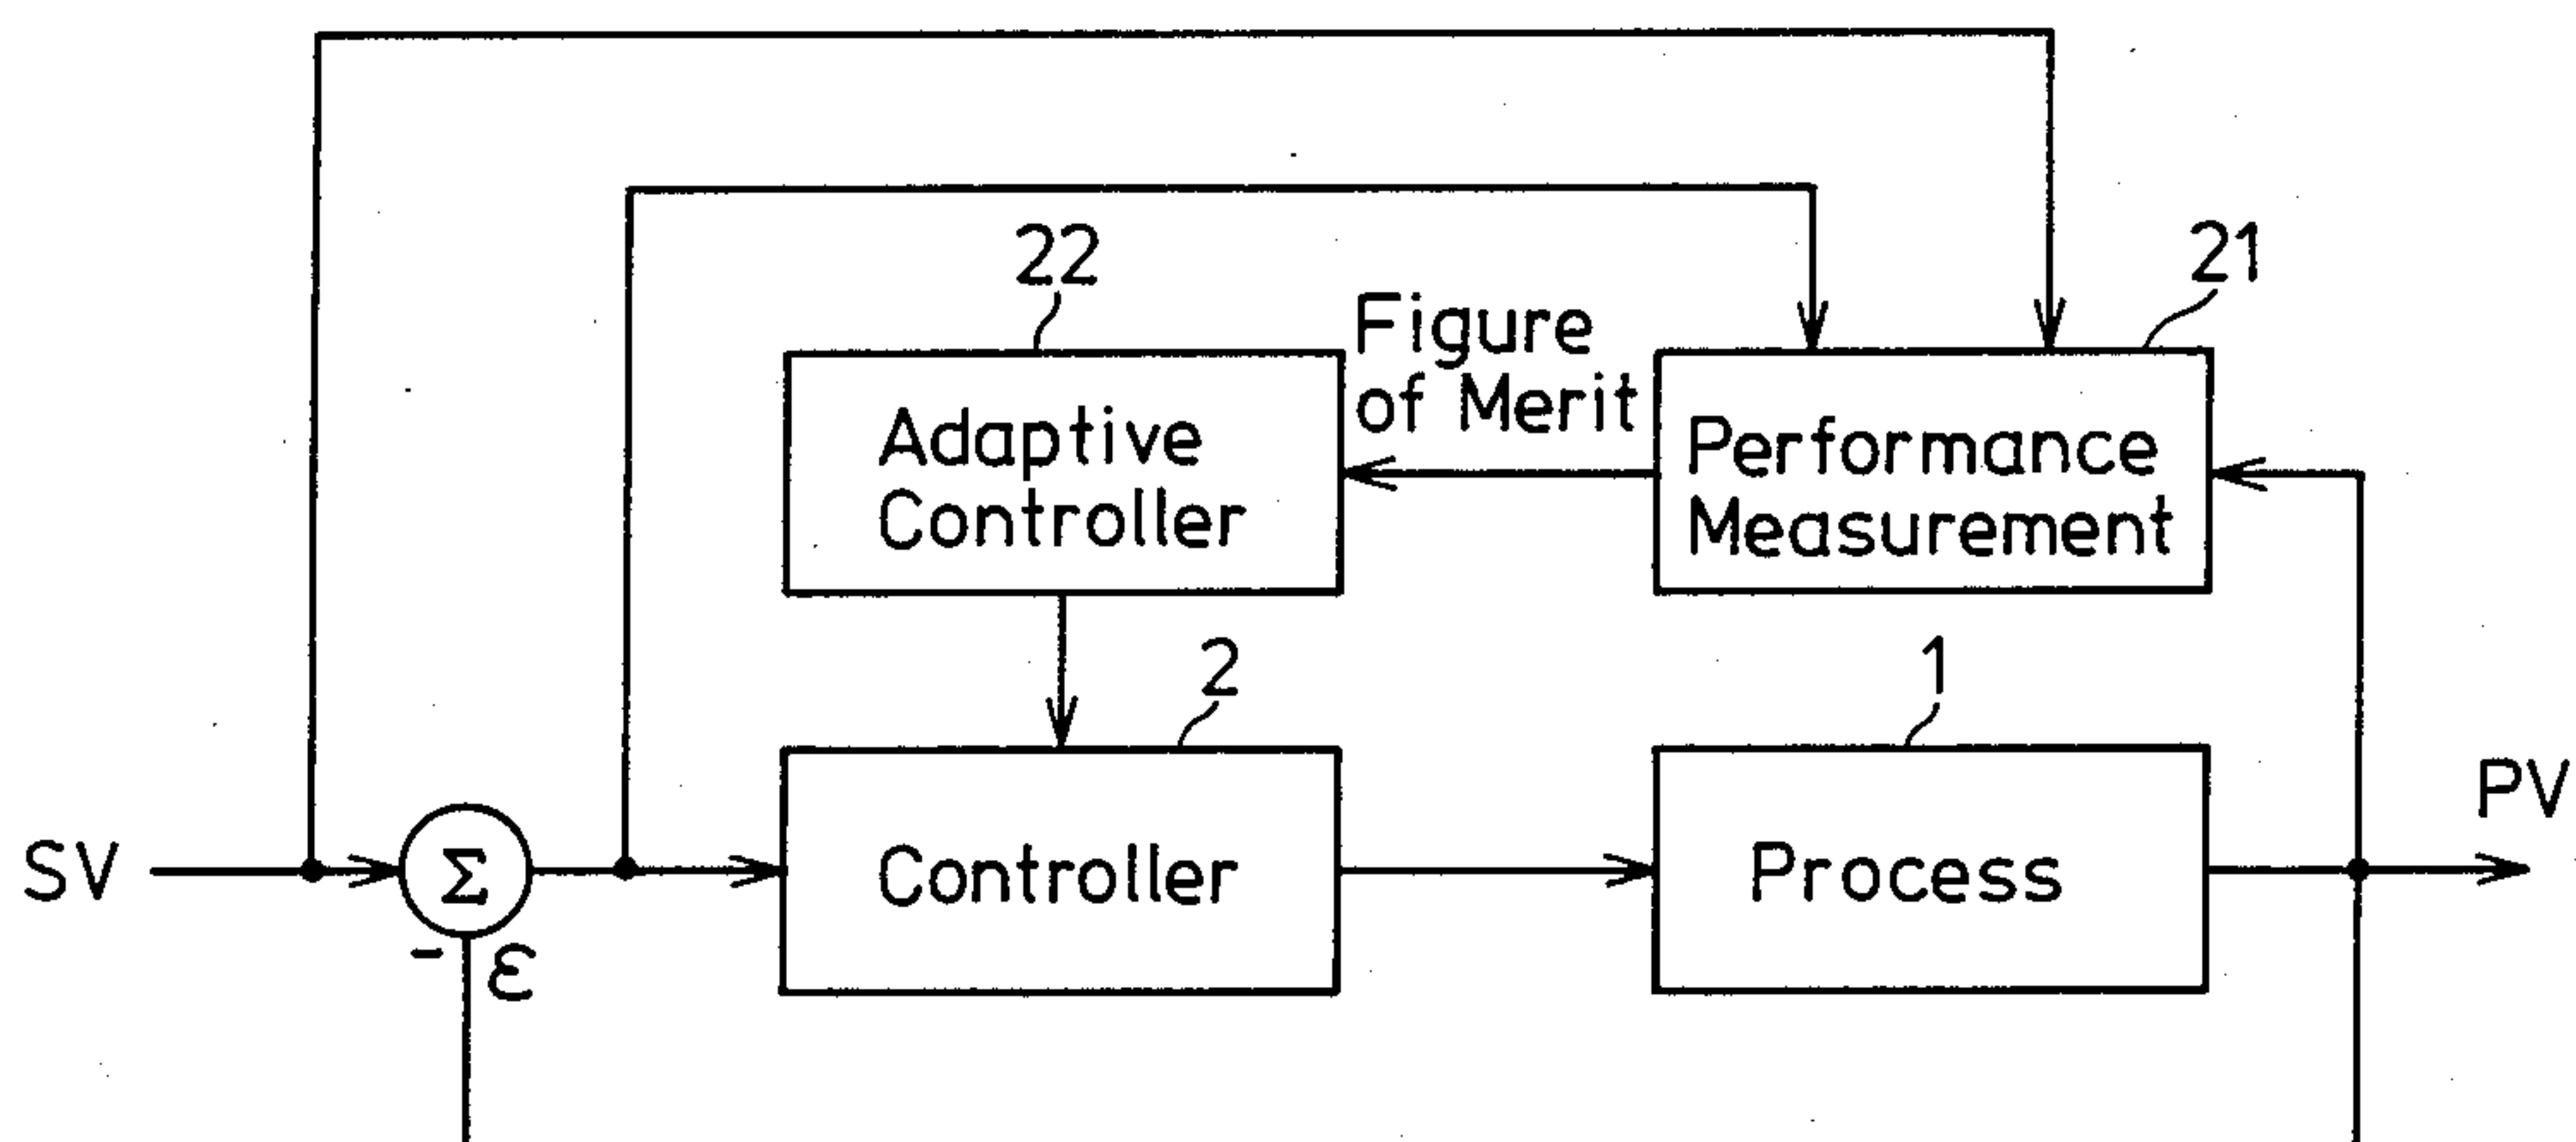 22
21
Figure
of Merit
Adaptive
Controller
Performance
Measurement
2
1
SV
Σ
Controller
Process
PV
- ε